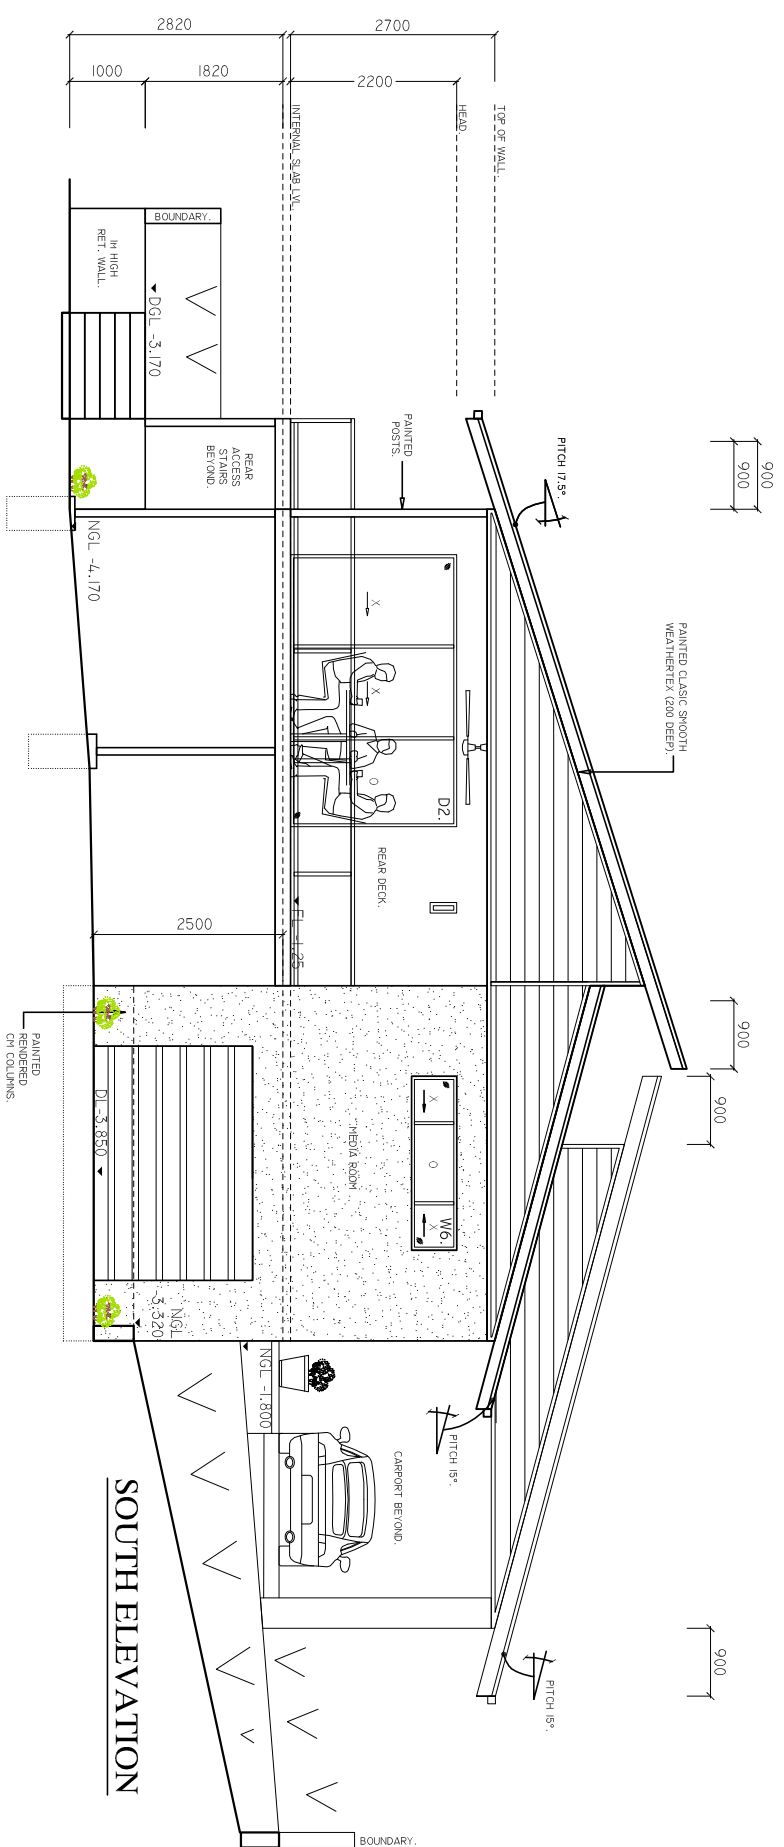 2820
2700
1000
1820
2200
INTERNAL SLAB LVL.
HEAD.
TOP OF WALL.
900
900
BOUNDARY.
1M HIGH
RET. WALL.
DGL -3.170
REAR
ACCESS
STAIRS
BEYOND.
PAINTED
POSTS.
PITCH 17.5°.
NGL -4.170
X
X
O
D2.
PAINTED CLASIC SMOOTH
WEATHERTEX (200 DEEP).
REAR DECK.
FL -1.25
2500
PAINTED
RENDERED
CM COLUMNS.
900
900
DL -3.850
MEDIA ROOM
X
O
X
W6.
NGL
-3.320
NGL -1.800
PITCH 15°.
CARPORT BEYOND.
900
PITCH 15°.
BOUNDARY.
SOUTH ELEVATION